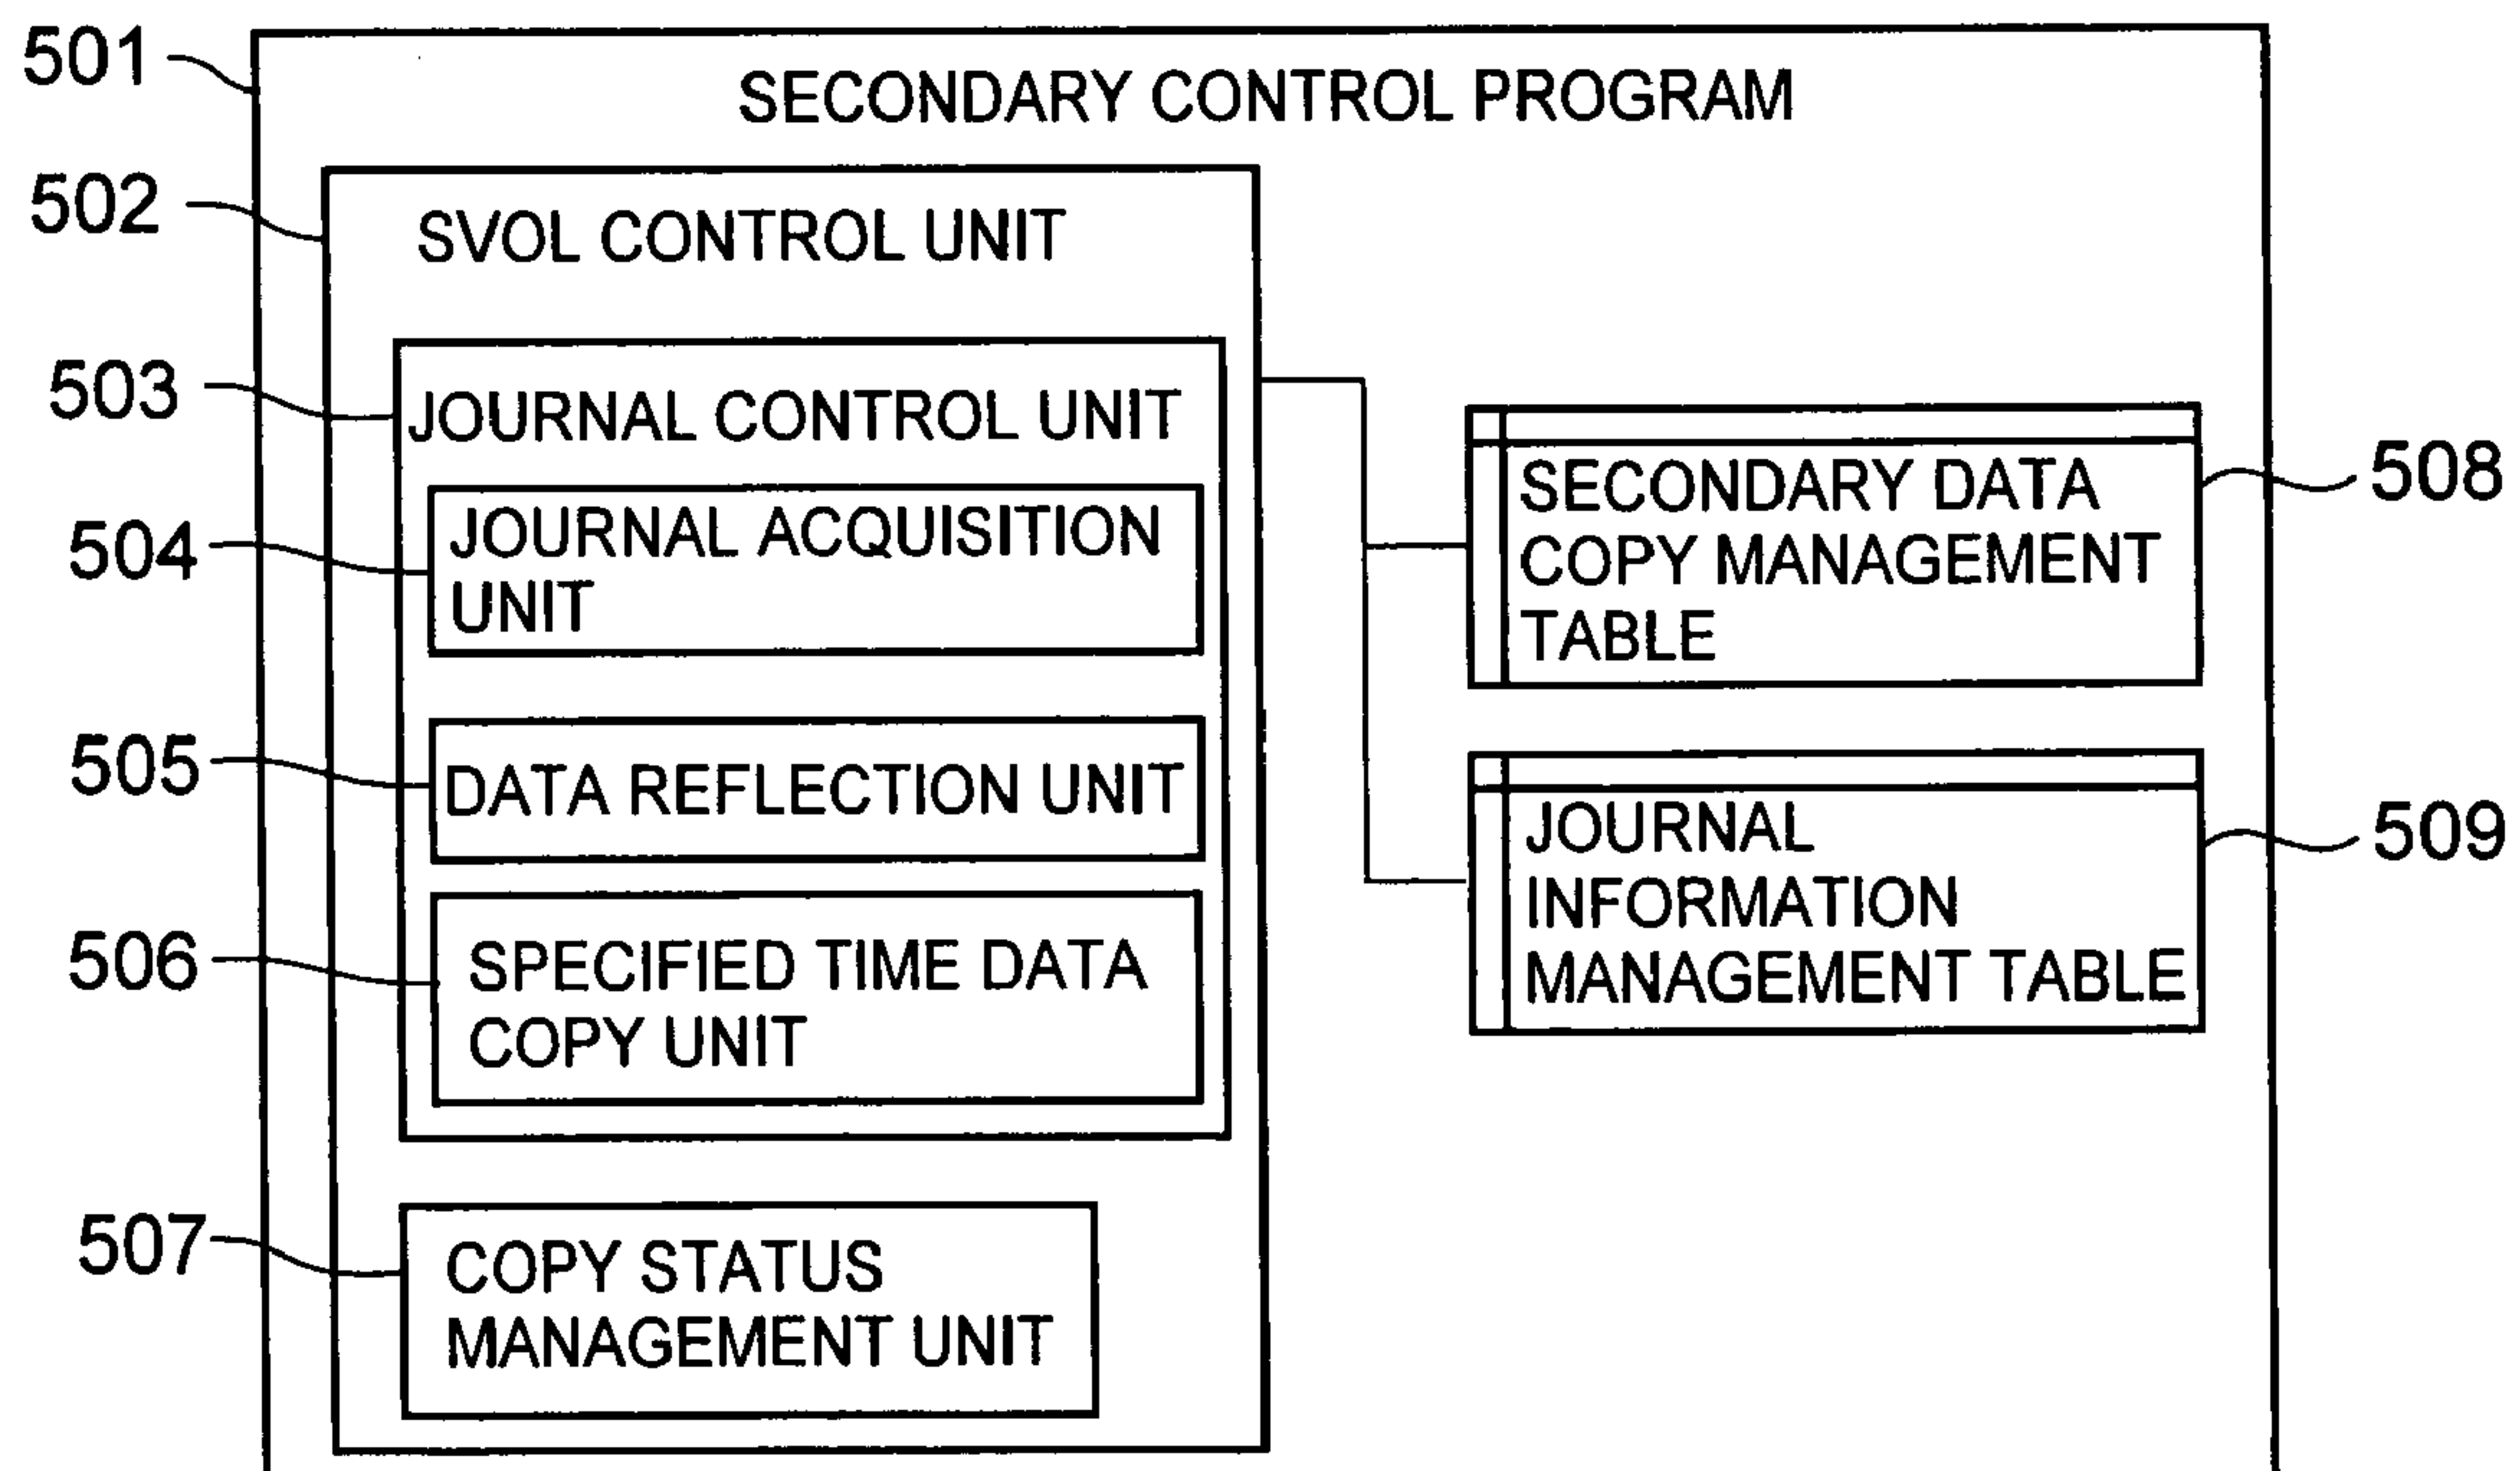 501
SECONDARY CONTROL PROGRAM
502
SVOL CONTROL UNIT
503
JOURNAL CONTROL UNIT
504
JOURNAL ACQUISITION
UNIT
505
DATA REFLECTION UNIT
506
SPECIFIED TIME DATA
COPY UNIT
507
COPY STATUS
MANAGEMENT UNIT
508
SECONDARY DATA
COPY MANAGEMENT
TABLE
509
JOURNAL
INFORMATION
MANAGEMENT TABLE